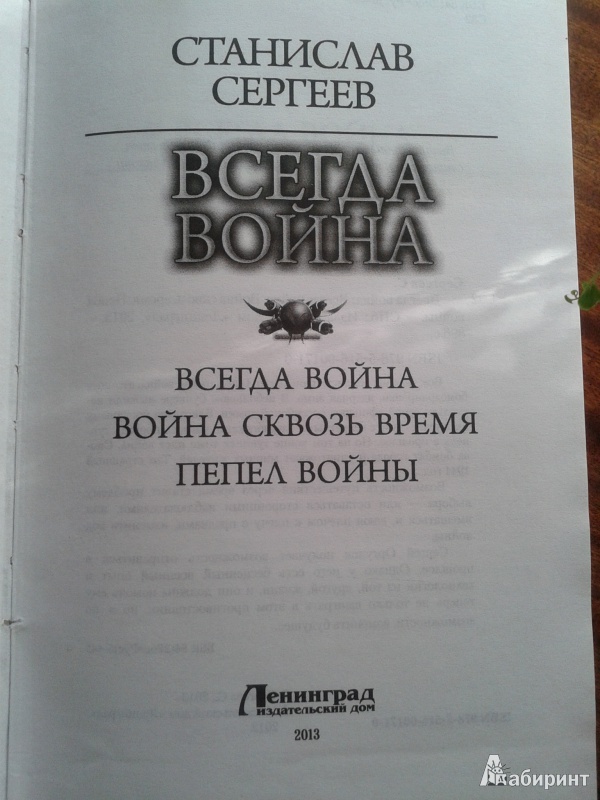 СТАНИСЛАВ
СЕРГЕЕВ
ВСЕГДА
ВОЙНА
ВСЕГДА ВОЙНА
ВОЙНА СКВОЗЬ ВРЕМЯ
ПЕПЕЛ ВОЙНЫ
Ленинград
издательский дом
2013
Лабиринт